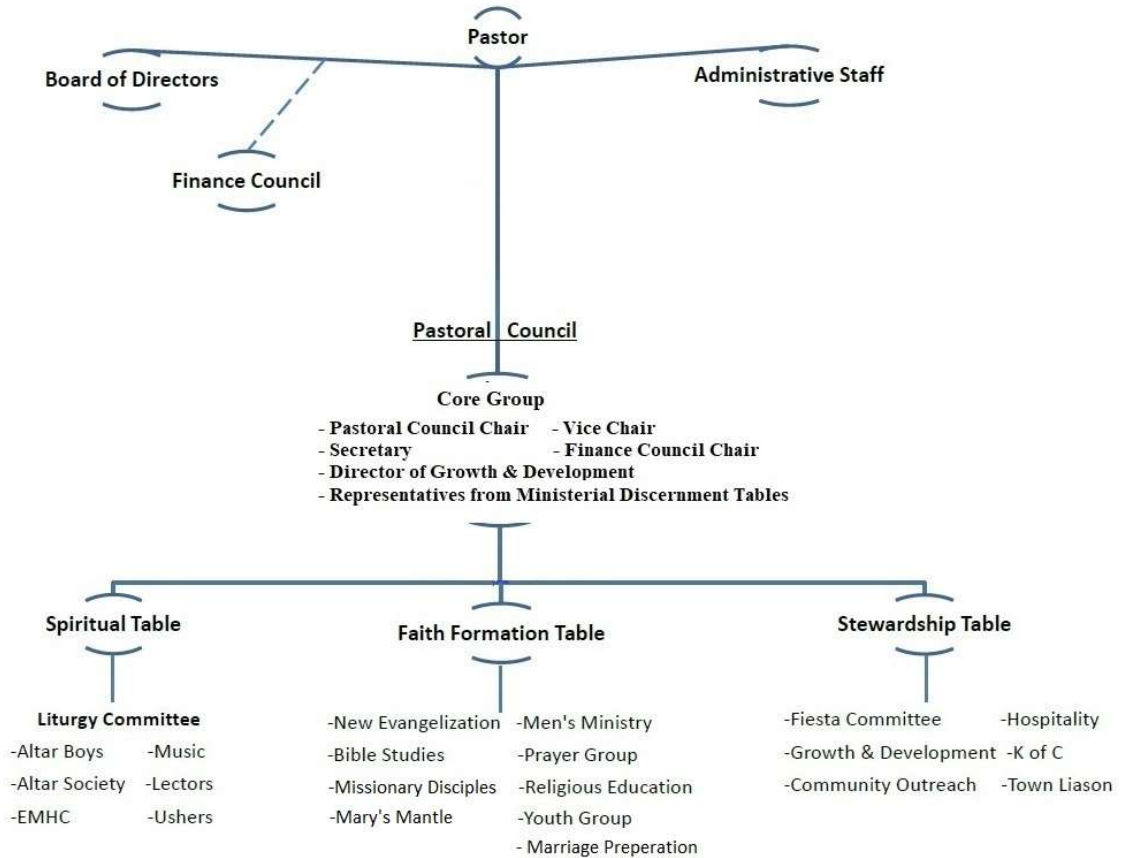 Pastor
Board of Directors
Administrative Staff
Finance Council
Pastoral Council
Core Group
- Pastoral Council Chair - Vice Chair
- Secretary - Finance Council Chair
- Director of Growth & Development
- Representatives from Ministerial Discernment Tables
Spiritual Table
Faith Formation Table
Stewardship Table
Liturgy Committee
-Altar Boys -Music
-Altar Society -Lectors
-EMHC -Ushers
-New Evangelization -Men's Ministry
-Bible Studies -Prayer Group
-Missionary Disciples -Religious Education
-Mary's Mantle -Youth Group
- Marriage Preperation
-Fiesta Committee -Hospitality
-Growth & Development -K of C
-Community Outreach -Town Liason